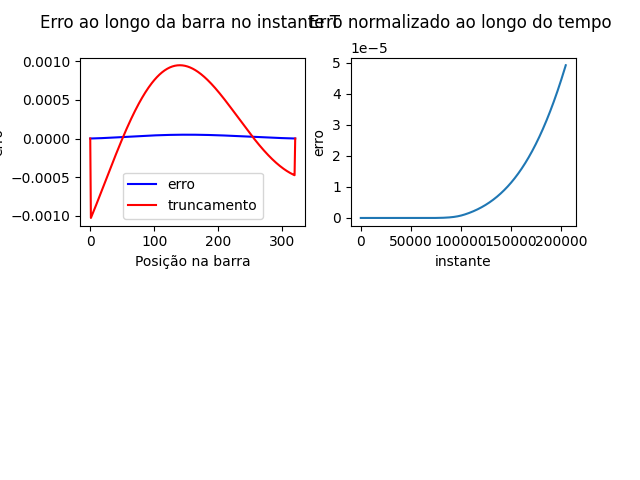 Erro ao longo da barra no instante T
Erro normalizado ao longo do tempo
1e−5
0.0010
0.0005
0.0000
−0.0005
−0.0010
erro
truncamento
0
100
200
300
Posição na barra
erro
5
4
3
2
1
0
0
50000
100000
150000
200000
instante